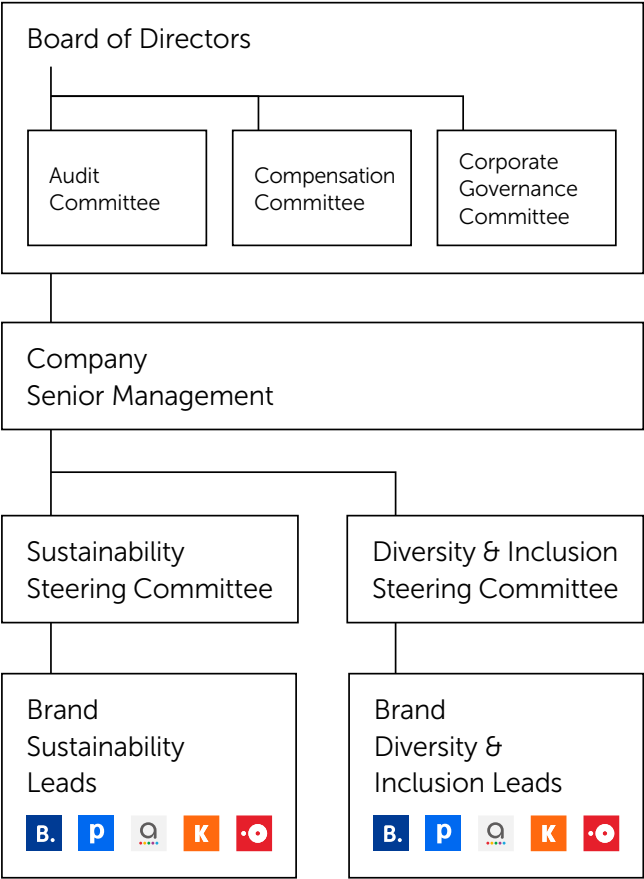 Board of Directors
Audit
Committee
Compensation
Committee
Corporate
Governance
Committee
Company
Senior Management
Sustainability
Steering Committee
Diversity & Inclusion
Steering Committee
Brand
Sustainability
Leads
B. P a K
Brand
Diversity &
Inclusion Leads
B. P a K